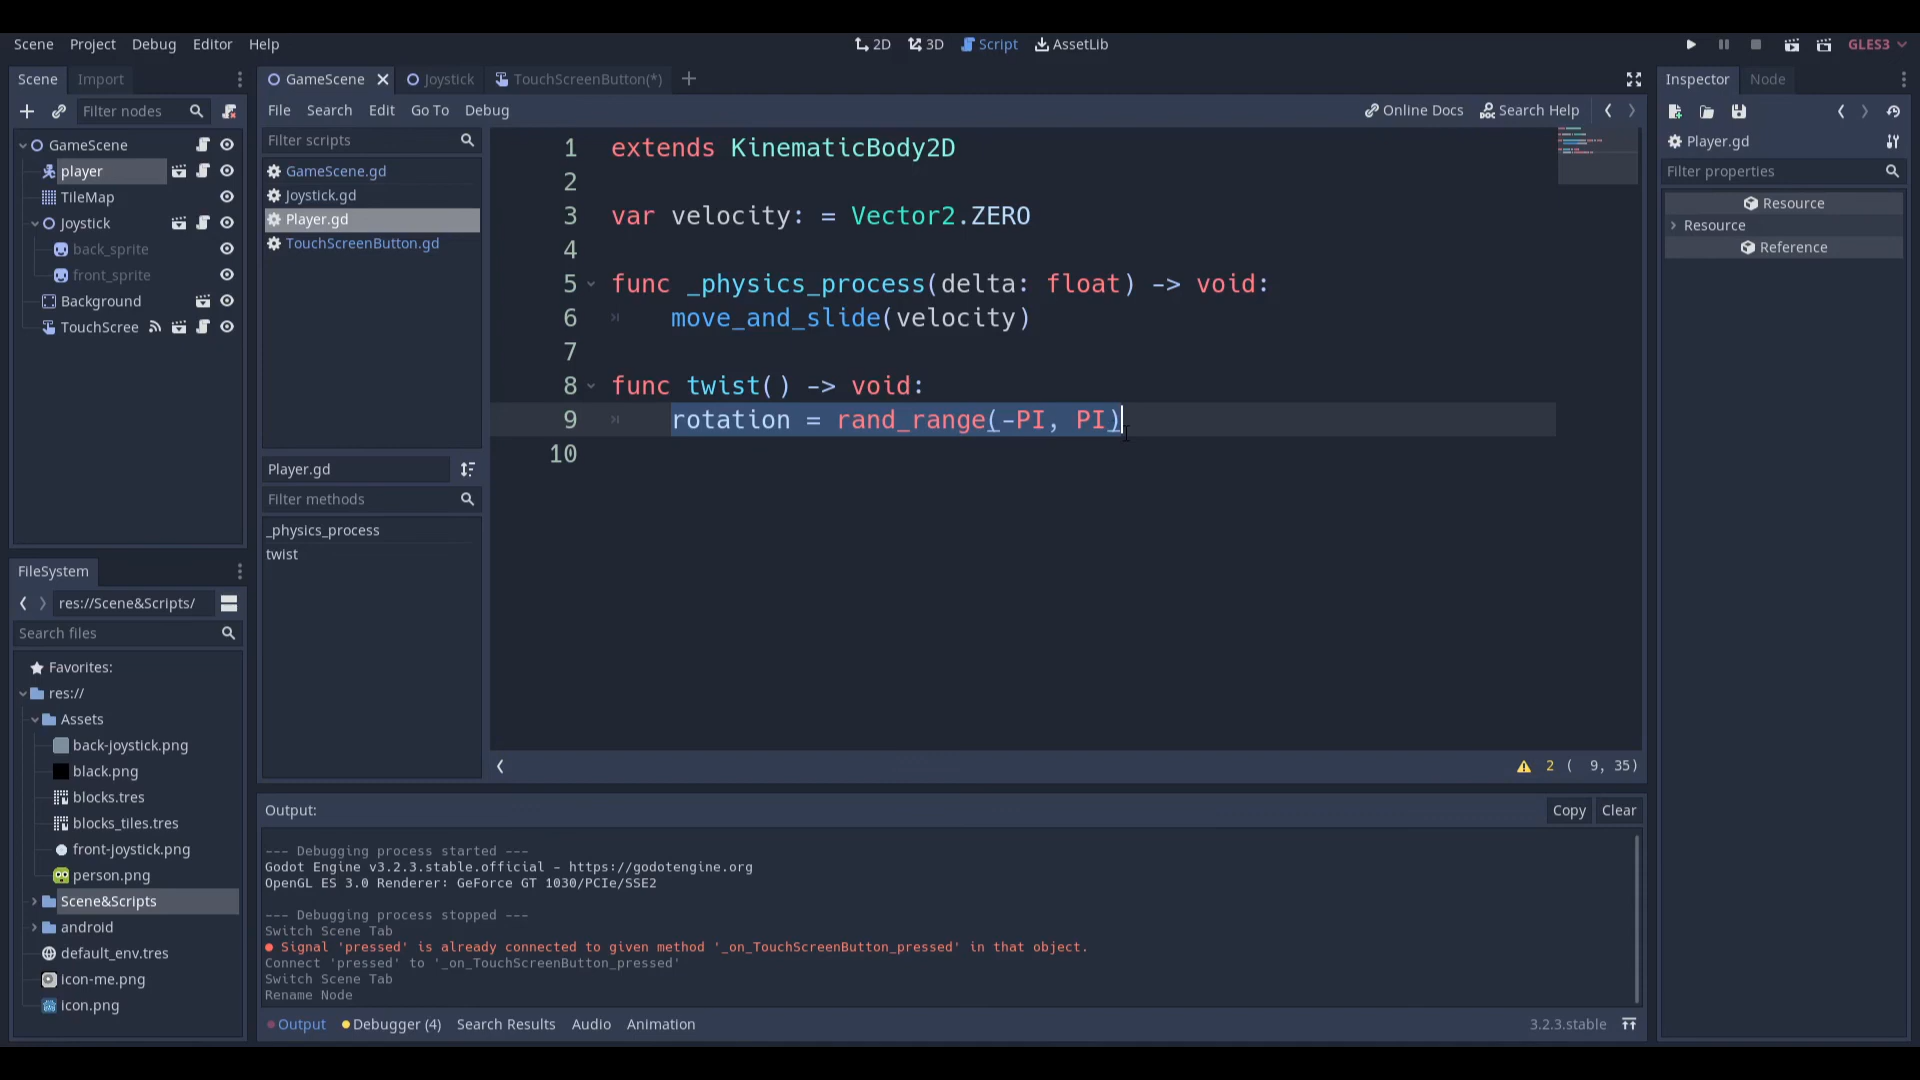 Scene Project Debug Editor Help
2D 3D Script AssetLib
GLES3
Scene Import
Filter nodes
GameScene
player
TileMap
Joystick
back_sprite
front_sprite
Background
TouchScree
FileSystem
res://Scene&Scripts/
Search files
Favorites:
res://
Assets
back-joystick.png
black.png
blocks.tres
blocks_tiles.tres
front-joystick.png
person.png
Scene&Scripts
android
default_env.tres
icon-me.png
icon.png
GameScene Joystick TouchScreenButton(*)
File Search Edit Go To Debug
Online Docs Search Help
Filter scripts
GameScene.gd
Joystick.gd
Player.gd
TouchScreenButton.gd
Player.gd
Filter methods
_physics_process
twist
1 extends KinematicBody2D
2
3 var velocity: = Vector2.ZERO
4
5 func _physics_process(delta: float) -> void:
6 move_and_slide(velocity)
7
8 func twist() -> void:
9 rotation = rand_range(-PI, PI)
10
2 ( 9, 35)
Output:
Copy Clear
--- Debugging process started ---
Godot Engine v3.2.3.stable.official - https://godotengine.org
OpenGL ES 3.0 Renderer: GeForce GT 1030/PCIe/SSE2
--- Debugging process stopped ---
Switch Scene Tab
Signal 'pressed' is already connected to given method '_on_TouchScreenButton_pressed' in that object.
Connect 'pressed' to '_on_TouchScreenButton_pressed'
Switch Scene Tab
Rename Node
Output Debugger (4) Search Results Audio Animation
3.2.3.stable
Inspector Node
Player.gd
Filter properties
Resource
Resource
Reference